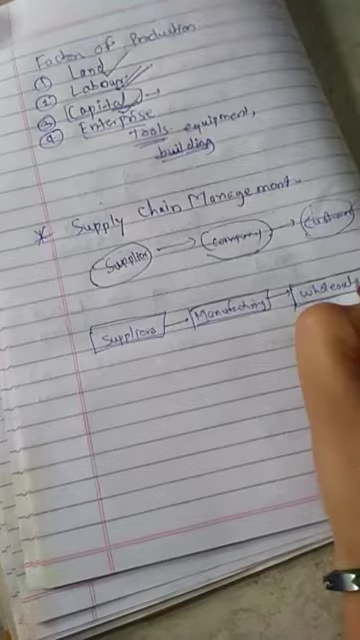 Factors of Production
① Land
② Labour
③ Capital →
④ Enterprise
Tools equipment,
building
* Supply Chain Management.
Supplier → Company → Customer
Suppliers → Manufacturing → Wholesale